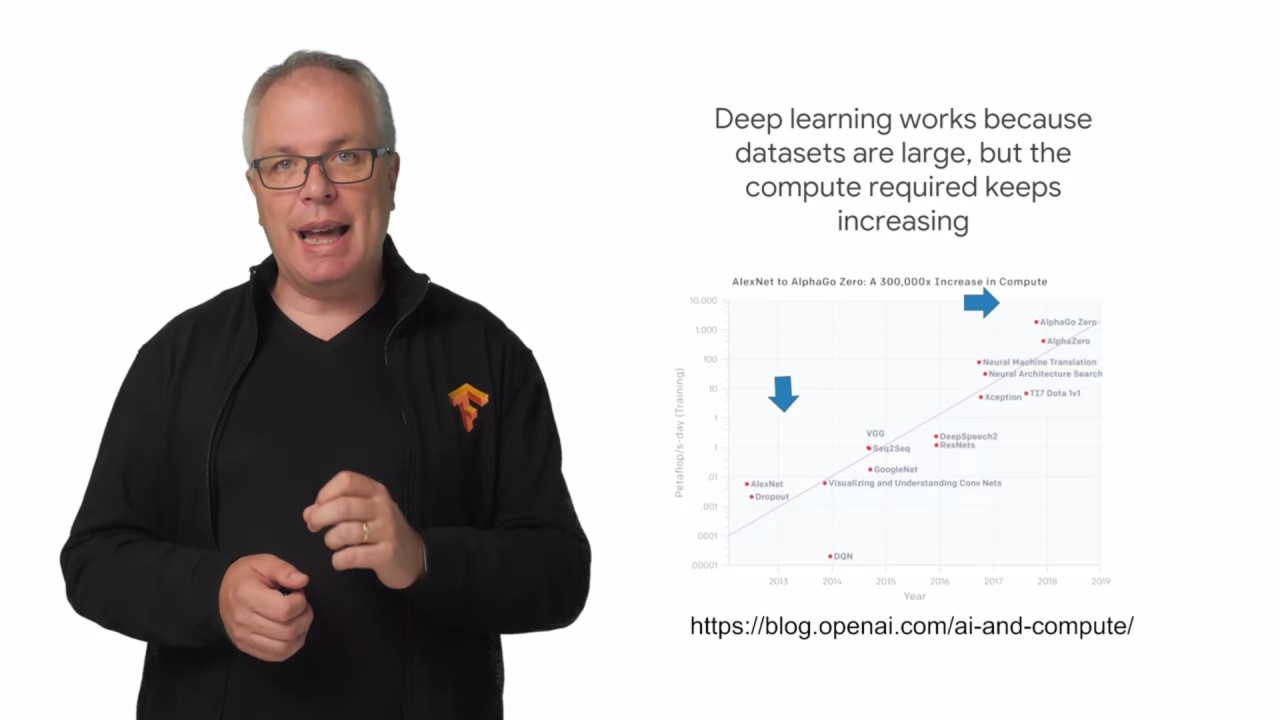 Deep learning works because
datasets are large, but the
compute required keeps
increasing
AlexNet to AlphaGo Zero: A 300,000x Increase in Compute
10,000
1,000
100
10
1
.1
.01
.001
.0001
.00001
Petaflop/s-day (Training)
AlphaGo Zero
AlphaZero
Neural Machine Translation
Neural Architecture Search
Xception
TI7 Dota 1v1
VGG
Seq2Seq
DeepSpeech2
ResNets
GoogleNet
AlexNet
Dropout
Visualizing and Understanding Conv Nets
DQN
2013 2014 2015 2016 2017 2018 2019
Year
https://blog.openai.com/ai-and-compute/